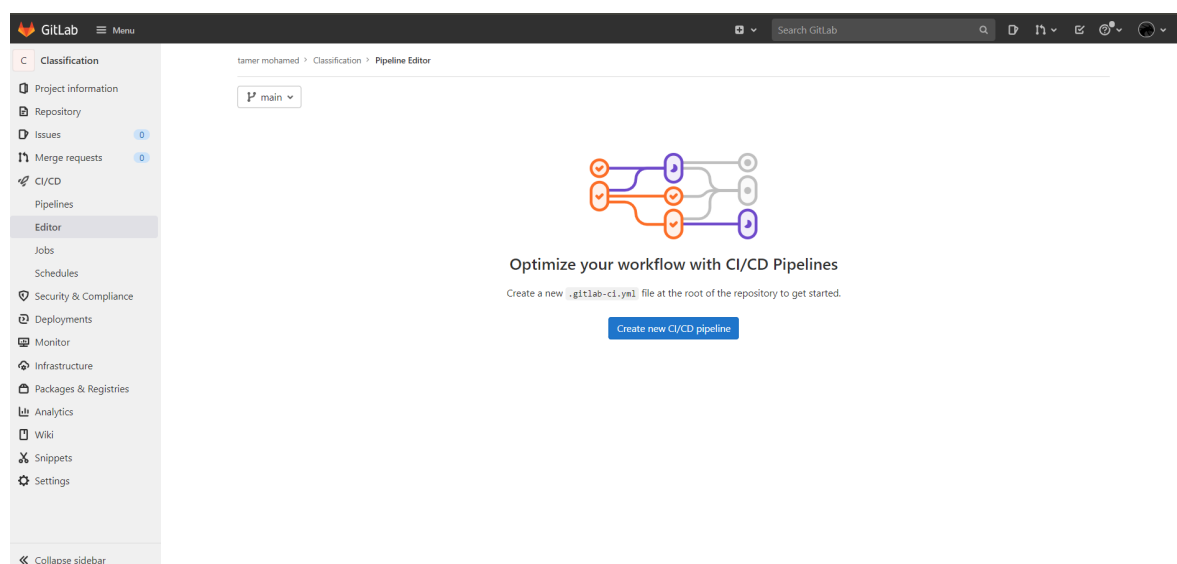 GitLab Menu Search GitLab
C Classification
Project information
Repository
Issues 0
Merge requests 0
CI/CD
Pipelines
Editor
Jobs
Schedules
Security & Compliance
Deployments
Monitor
Infrastructure
Packages & Registries
Analytics
Wiki
Snippets
Settings
Collapse sidebar
tamer mohamed > Classification > Pipeline Editor
main
Optimize your workflow with CI/CD Pipelines
Create a new .gitlab-ci.yml file at the root of the repository to get started.
Create new CI/CD pipeline